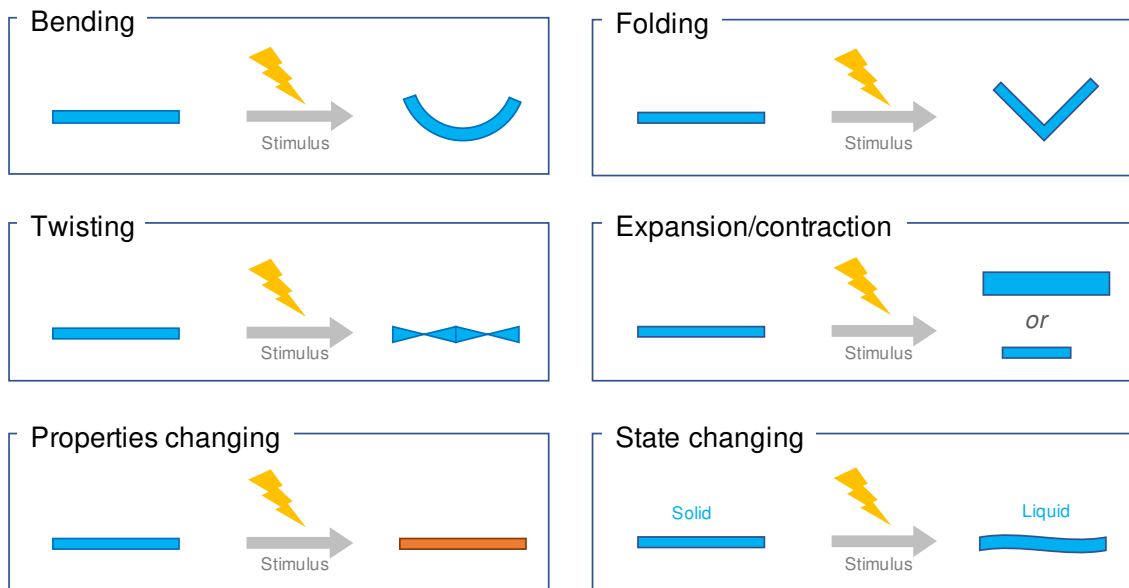 Bending
Stimulus
Folding
Stimulus
Twisting
Stimulus
Expansion/contraction
or
Stimulus
Properties changing
Stimulus
State changing
Solid
Liquid
Stimulus